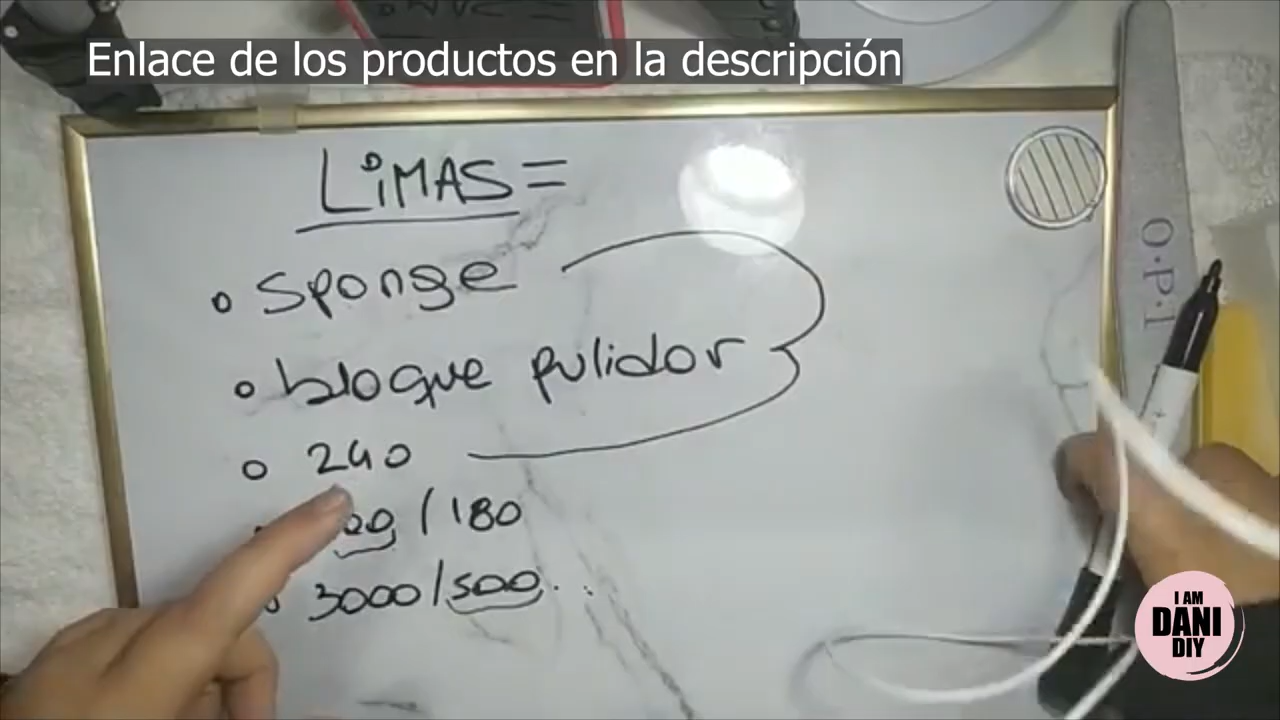 Enlace de los productos en la descripción
LiMAS=
• sponge
• bloque pulidor
• 240
/180
• 3000/500...
O·P·I
I AM
DANI
DIY